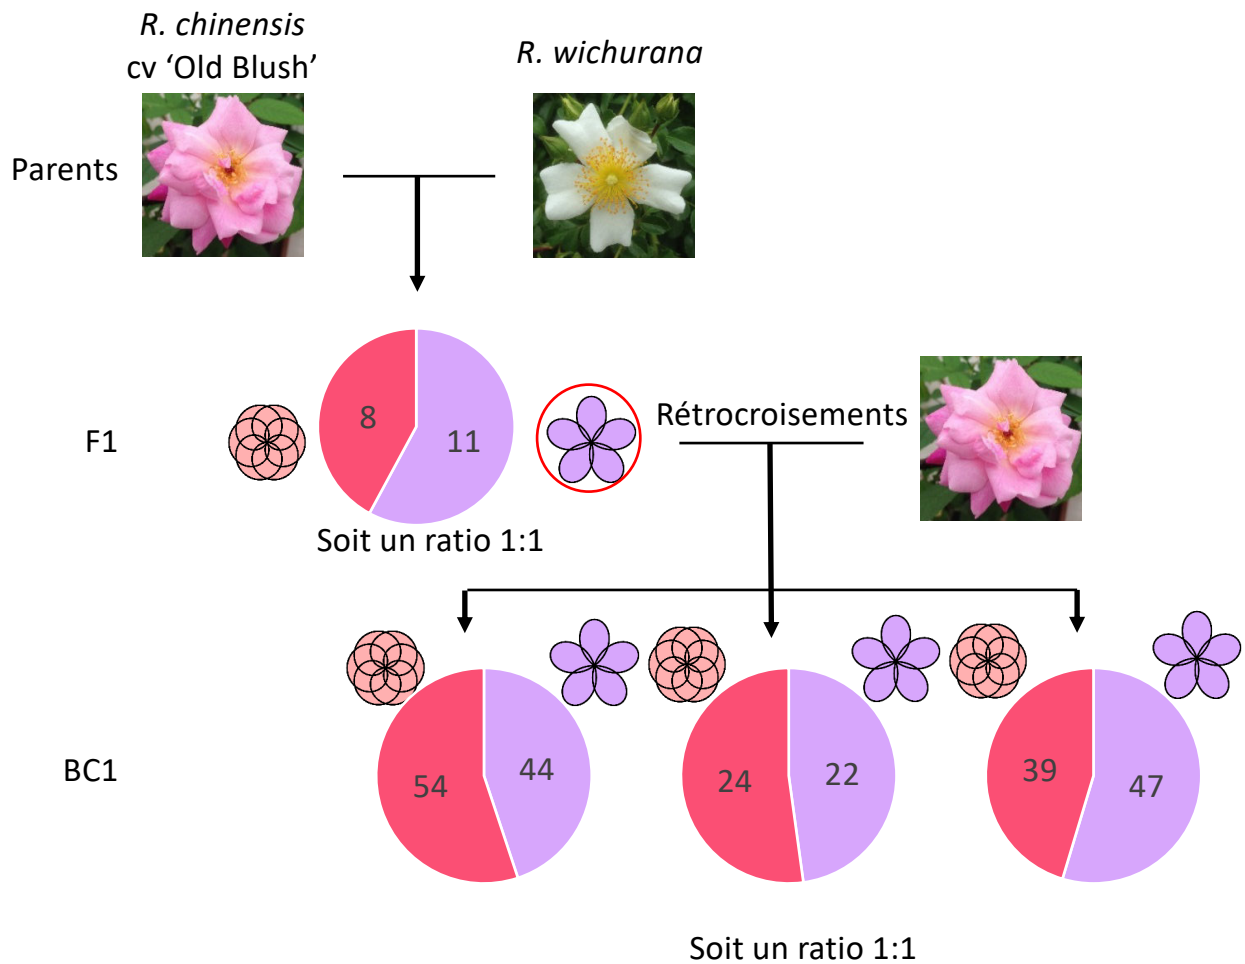 R. chinensis
cv ‘Old Blush’
R. wichurana
Parents
F1
8
11
Rétrocroisements
Soit un ratio 1:1
BC1
54
44
24
22
39
47
Soit un ratio 1:1